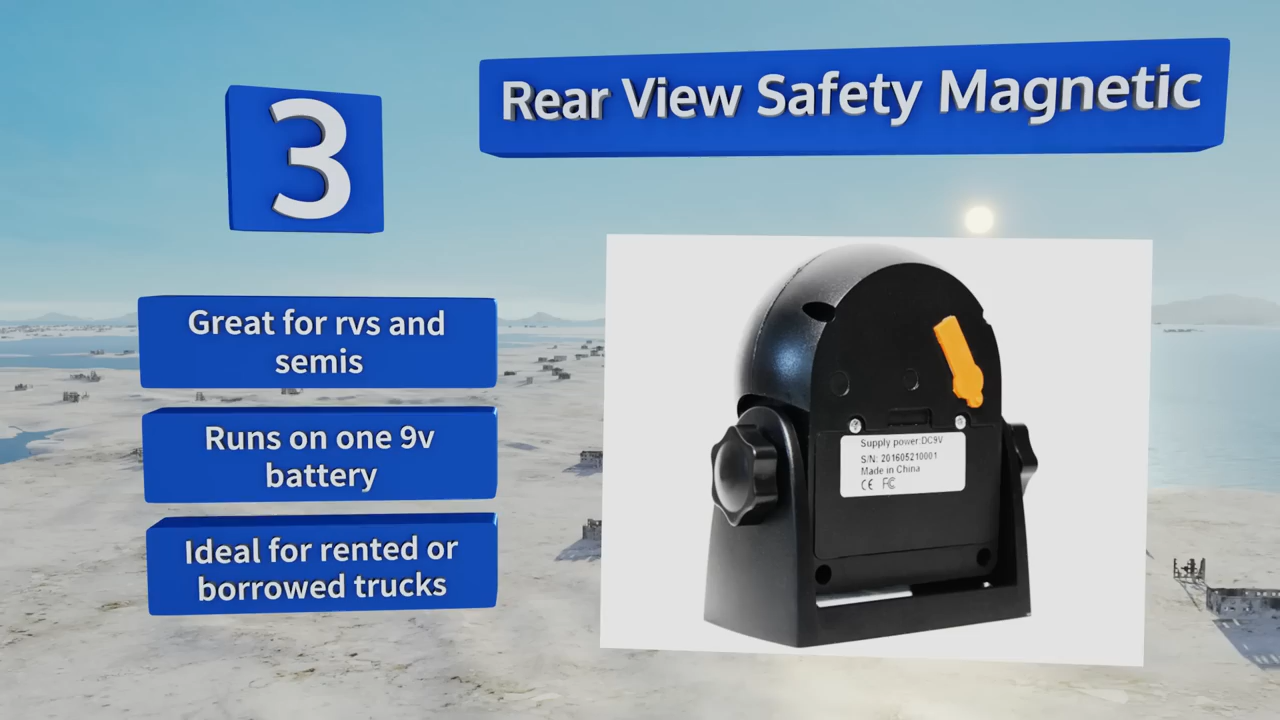 3
Rear View Safety Magnetic
Great for rvs and
semis
Runs on one 9v
battery
Ideal for rented or
borrowed trucks
Supply power:DC9V
S/N: 201605210001
Made in China
CE FC